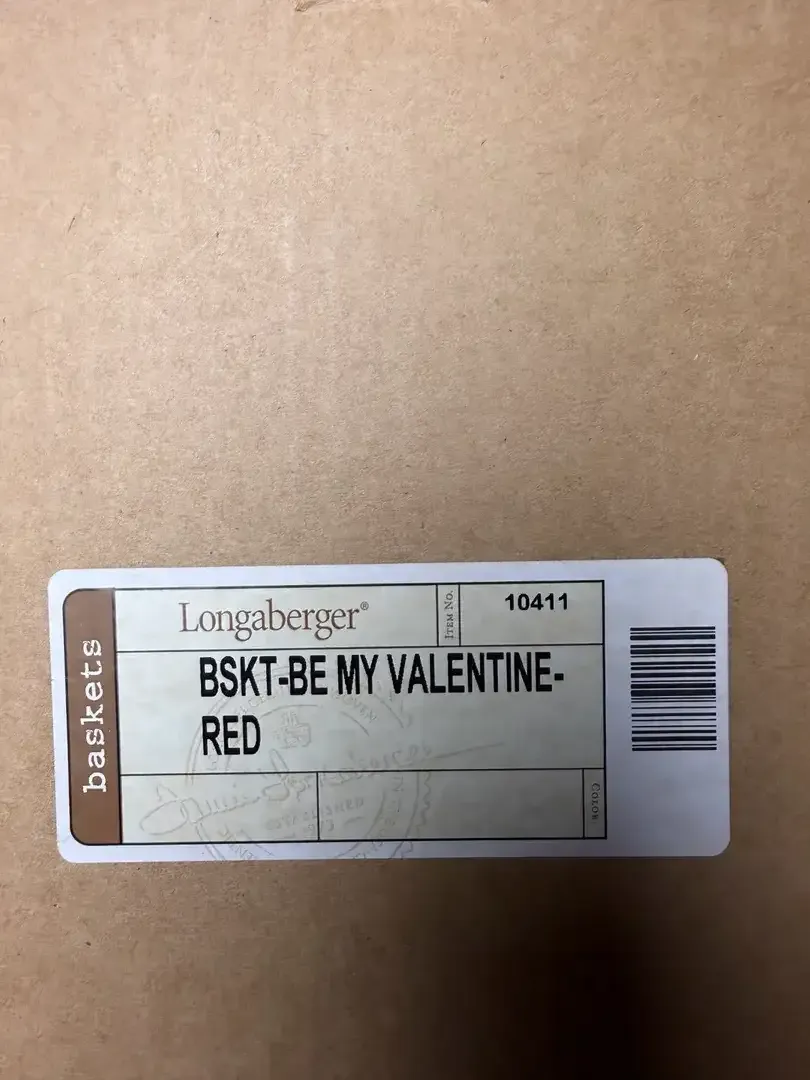 baskets
Longaberger®
ITEM NO.
10411
BSKT-BE MY VALENTINE-
RED
COLOR